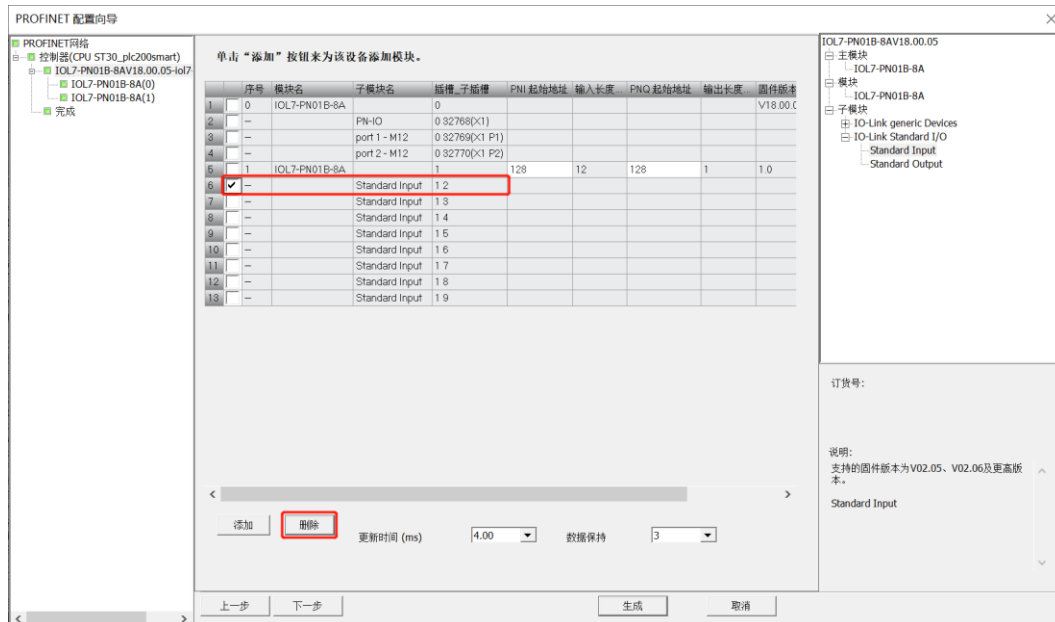 PROFINET 配置向导
PROFINET网络
控制器(CPU ST30_plc200smart)
IOL7-PN01B-8AV18.00.05-iol7-
IOL7-PN01B-8A(0)
IOL7-PN01B-8A(1)
完成
单击“添加”按钮来为该设备添加模块。
序号 模块名 子模块名 插槽_子插槽 PNI 起始地址 输入长度... PNQ 起始地址 输出长度... 固件版本
1 0 IOL7-PN01B-8A 0 V18.00.0
2 – PN-IO 0 32768(X1)
3 – port 1 - M12 0 32769(X1 P1)
4 – port 2 - M12 0 32770(X1 P2)
5 1 IOL7-PN01B-8A 1 128 12 128 1 1.0
6 – Standard Input 1 2
7 – Standard Input 1 3
8 – Standard Input 1 4
9 – Standard Input 1 5
10 – Standard Input 1 6
11 – Standard Input 1 7
12 – Standard Input 1 8
13 – Standard Input 1 9
添加 删除 更新时间 (ms) 4.00 数据保持 3
上一步 下一步 生成 取消
IOL7-PN01B-8AV18.00.05
主模块
IOL7-PN01B-8A
模块
IOL7-PN01B-8A
子模块
IO-Link generic Devices
IO-Link Standard I/O
Standard Input
Standard Output
订货号:
说明:
支持的固件版本为V02.05、V02.06及更高版
本。
Standard Input